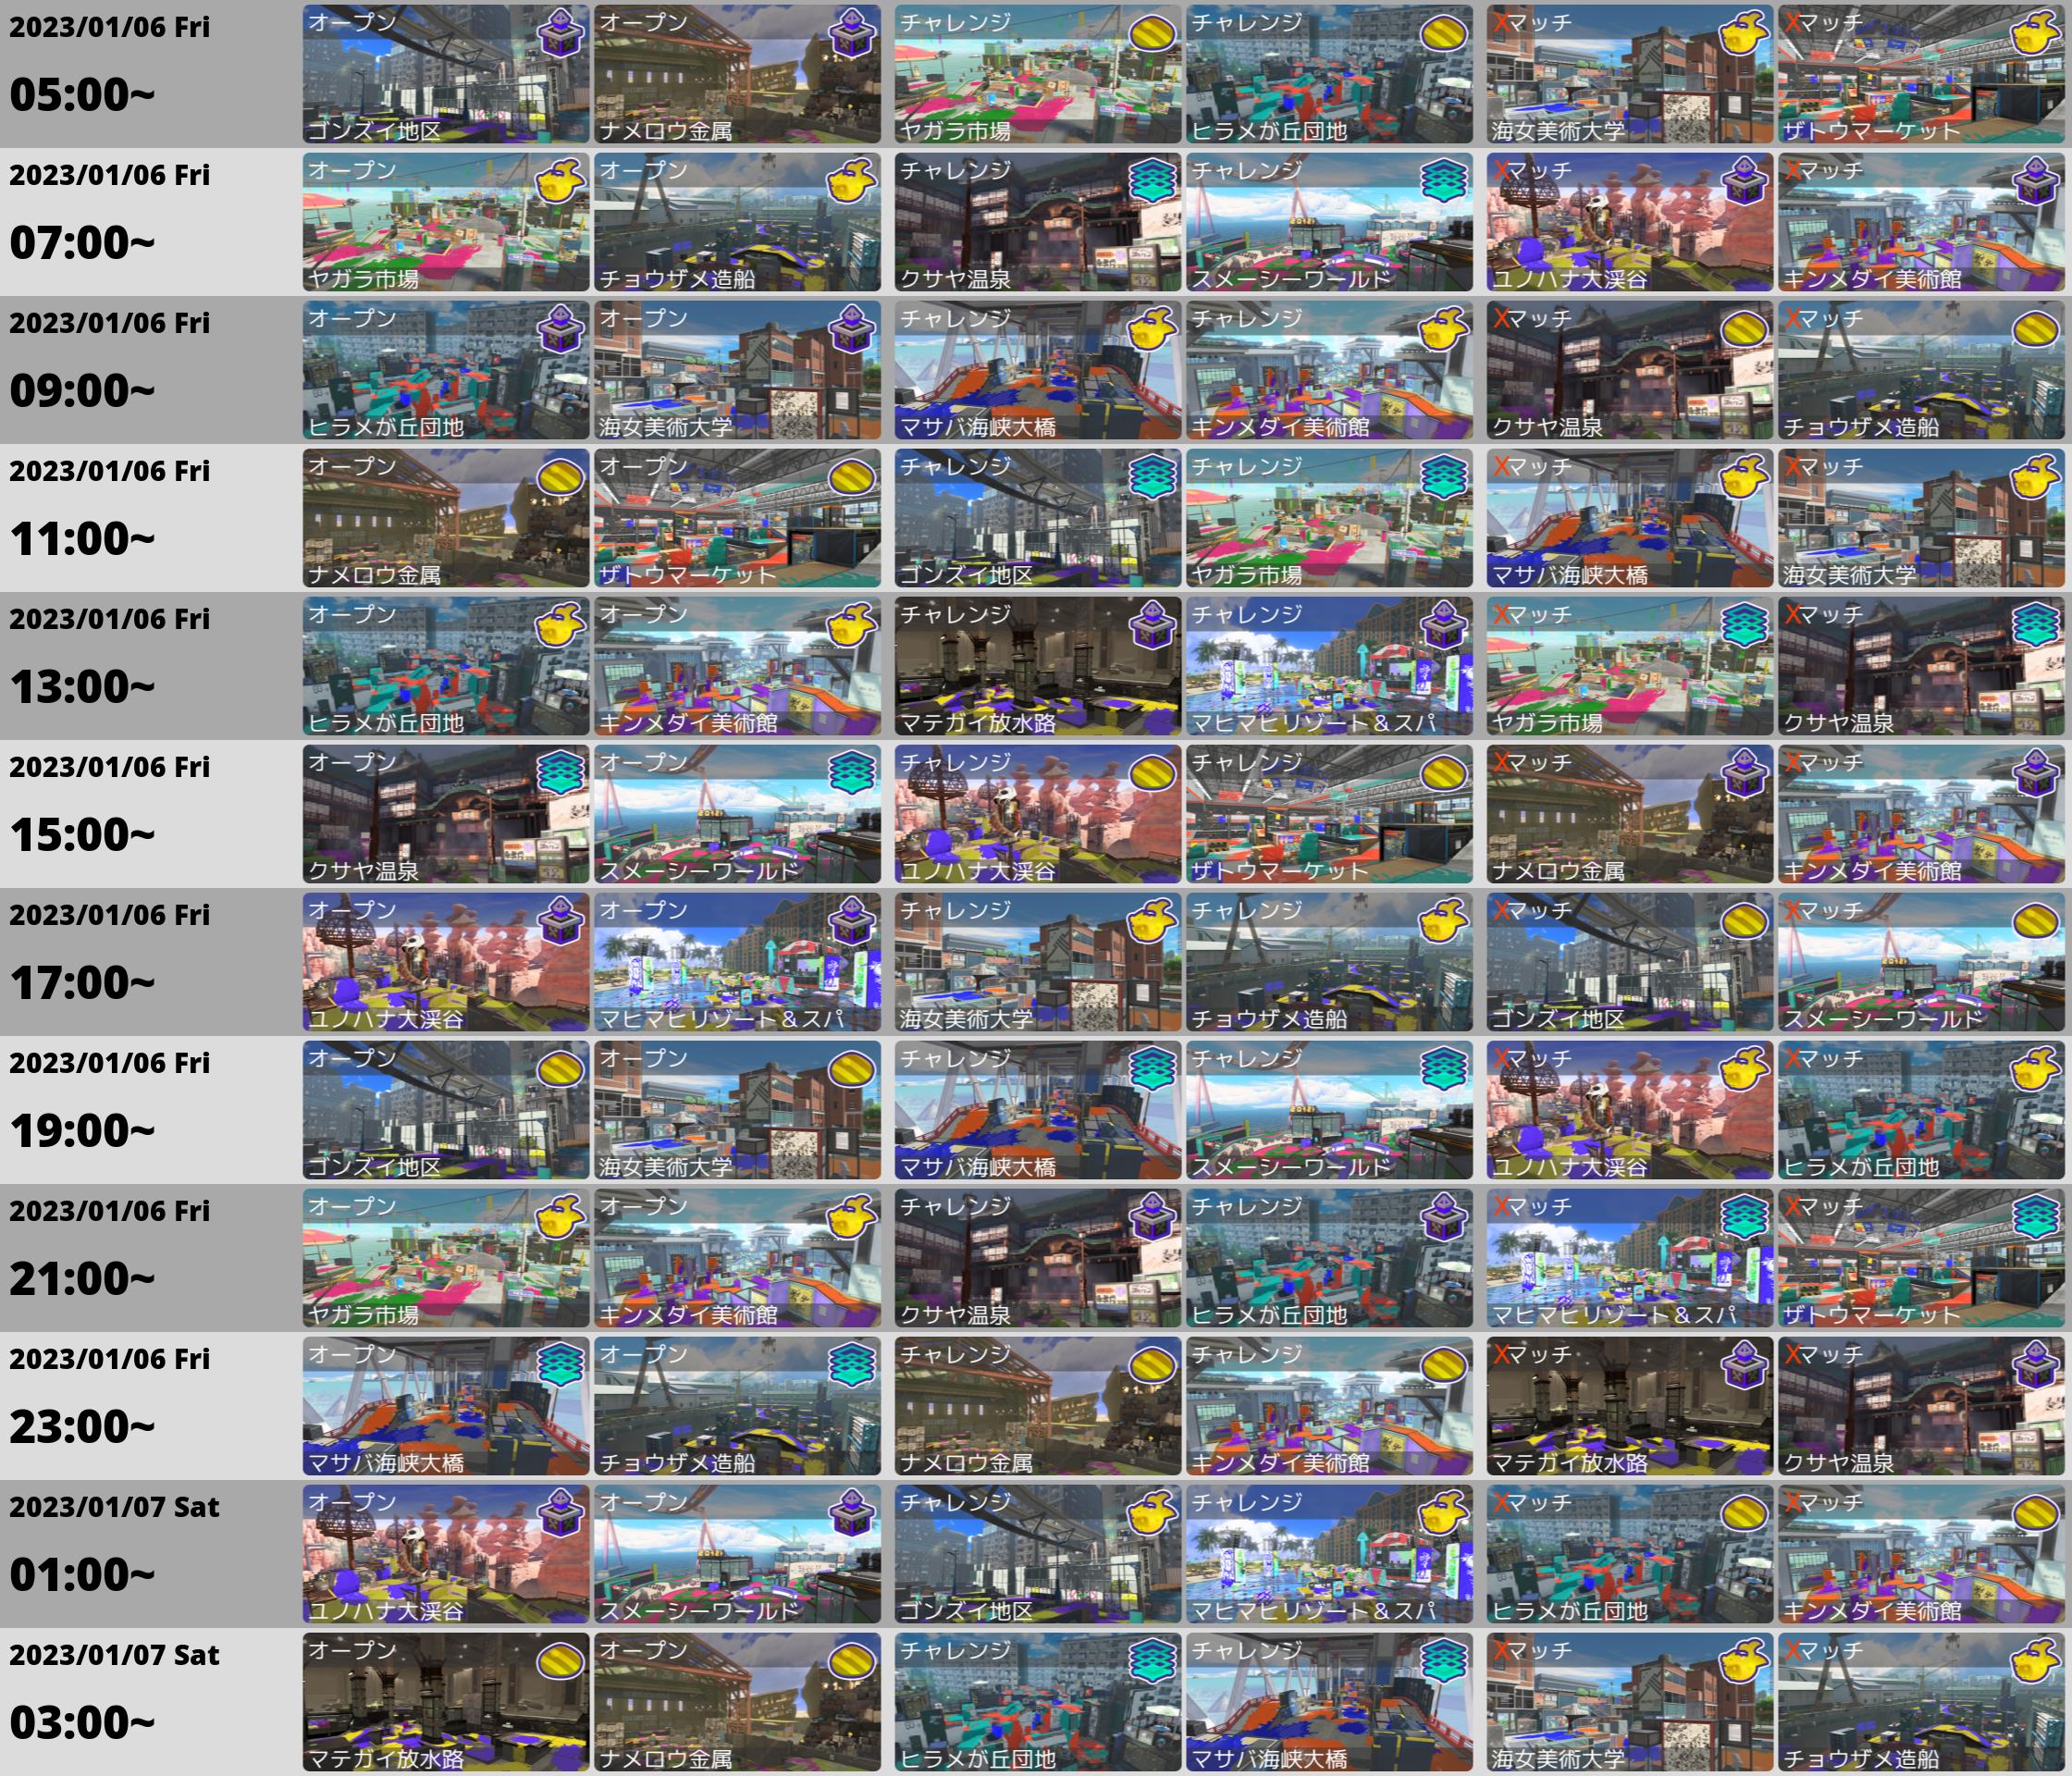 2023/01/06 Fri
05:00~
オープン
オープン
チャレンジ
チャレンジ
Xマッチ
Xマッチ
ゴンズイ地区
ナメロウ金属
ヤガラ市場
ヒラメが丘団地
海女美術大学
ザトウマーケット
2023/01/06 Fri
07:00~
オープン
オープン
チャレンジ
チャレンジ
Xマッチ
Xマッチ
ヤガラ市場
チョウザメ造船
クサヤ温泉
スメーシーワールド
ユノハナ大渓谷
キンメダイ美術館
2023/01/06 Fri
09:00~
オープン
オープン
チャレンジ
チャレンジ
Xマッチ
Xマッチ
ヒラメが丘団地
海女美術大学
マサバ海峡大橋
キンメダイ美術館
クサヤ温泉
チョウザメ造船
2023/01/06 Fri
11:00~
オープン
オープン
チャレンジ
チャレンジ
Xマッチ
Xマッチ
ナメロウ金属
ザトウマーケット
ゴンズイ地区
ヤガラ市場
マサバ海峡大橋
海女美術大学
2023/01/06 Fri
13:00~
オープン
オープン
チャレンジ
チャレンジ
Xマッチ
Xマッチ
ヒラメが丘団地
キンメダイ美術館
マテガイ放水路
マヒマヒリゾート＆スパ
ヤガラ市場
クサヤ温泉
2023/01/06 Fri
15:00~
オープン
オープン
チャレンジ
チャレンジ
Xマッチ
Xマッチ
クサヤ温泉
スメーシーワールド
ユノハナ大渓谷
ザトウマーケット
ナメロウ金属
キンメダイ美術館
2023/01/06 Fri
17:00~
オープン
オープン
チャレンジ
チャレンジ
Xマッチ
Xマッチ
ユノハナ大渓谷
マヒマヒリゾート＆スパ
海女美術大学
チョウザメ造船
ゴンズイ地区
スメーシーワールド
2023/01/06 Fri
19:00~
オープン
オープン
チャレンジ
チャレンジ
Xマッチ
Xマッチ
ゴンズイ地区
海女美術大学
マサバ海峡大橋
スメーシーワールド
ユノハナ大渓谷
ヒラメが丘団地
2023/01/06 Fri
21:00~
オープン
オープン
チャレンジ
チャレンジ
Xマッチ
Xマッチ
ヤガラ市場
キンメダイ美術館
クサヤ温泉
ヒラメが丘団地
マヒマヒリゾート＆スパ
ザトウマーケット
2023/01/06 Fri
23:00~
オープン
オープン
チャレンジ
チャレンジ
Xマッチ
Xマッチ
マサバ海峡大橋
チョウザメ造船
ナメロウ金属
キンメダイ美術館
マテガイ放水路
クサヤ温泉
2023/01/07 Sat
01:00~
オープン
オープン
チャレンジ
チャレンジ
Xマッチ
Xマッチ
ユノハナ大渓谷
スメーシーワールド
ゴンズイ地区
マヒマヒリゾート＆スパ
ヒラメが丘団地
キンメダイ美術館
2023/01/07 Sat
03:00~
オープン
オープン
チャレンジ
チャレンジ
Xマッチ
Xマッチ
マテガイ放水路
ナメロウ金属
ヒラメが丘団地
マサバ海峡大橋
海女美術大学
チョウザメ造船